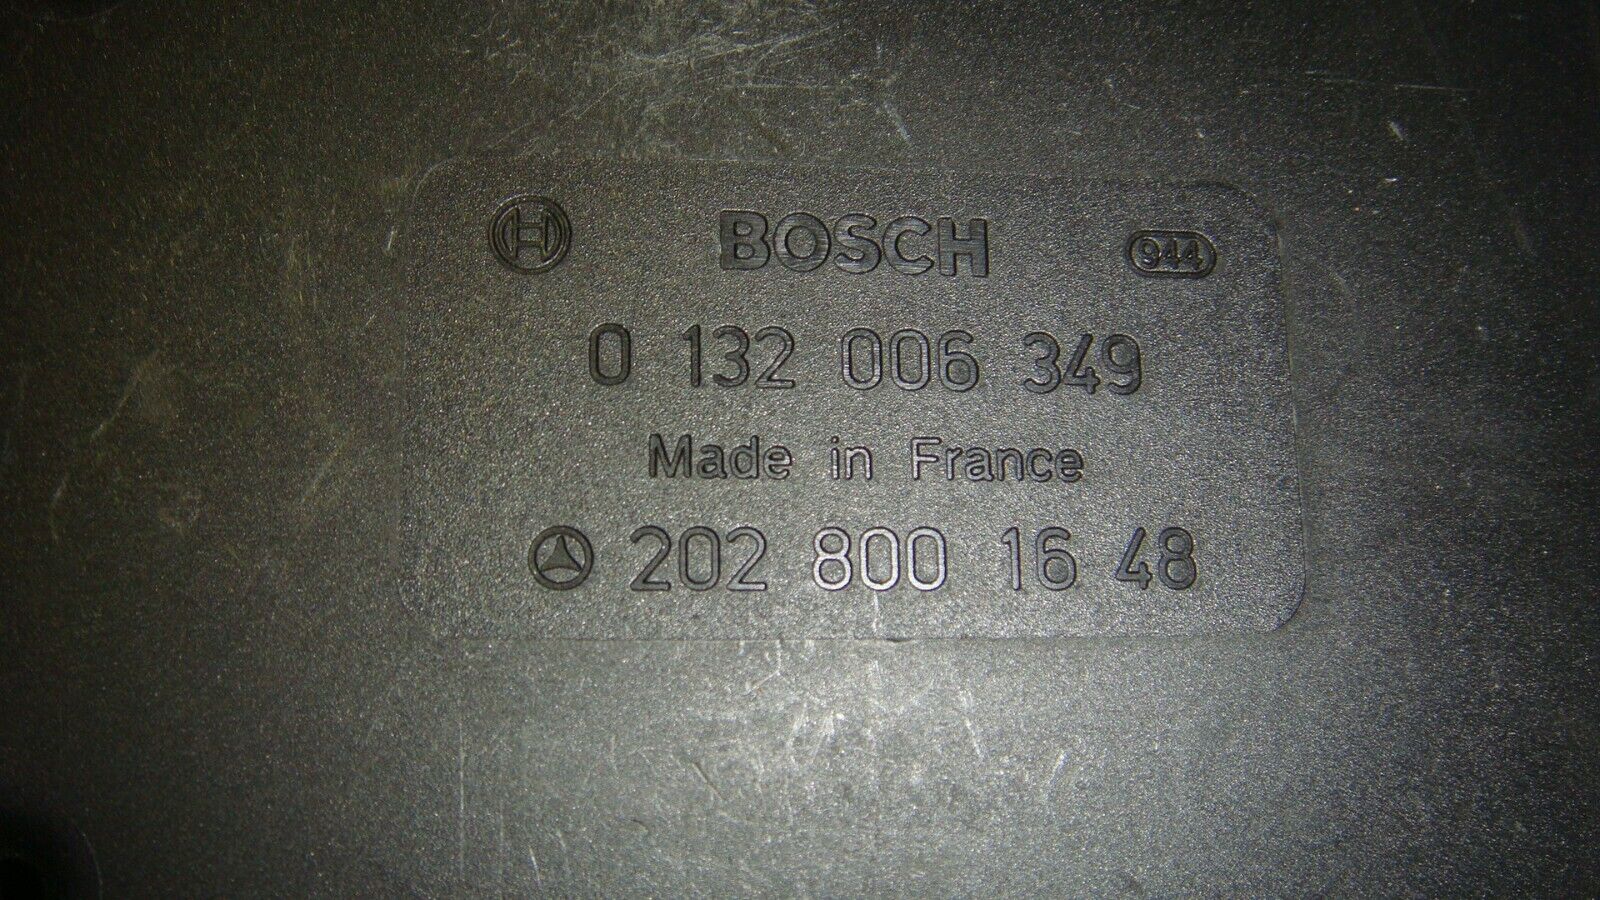 BOSCH 944
0 132 006 349
Made in France
202 800 16 48